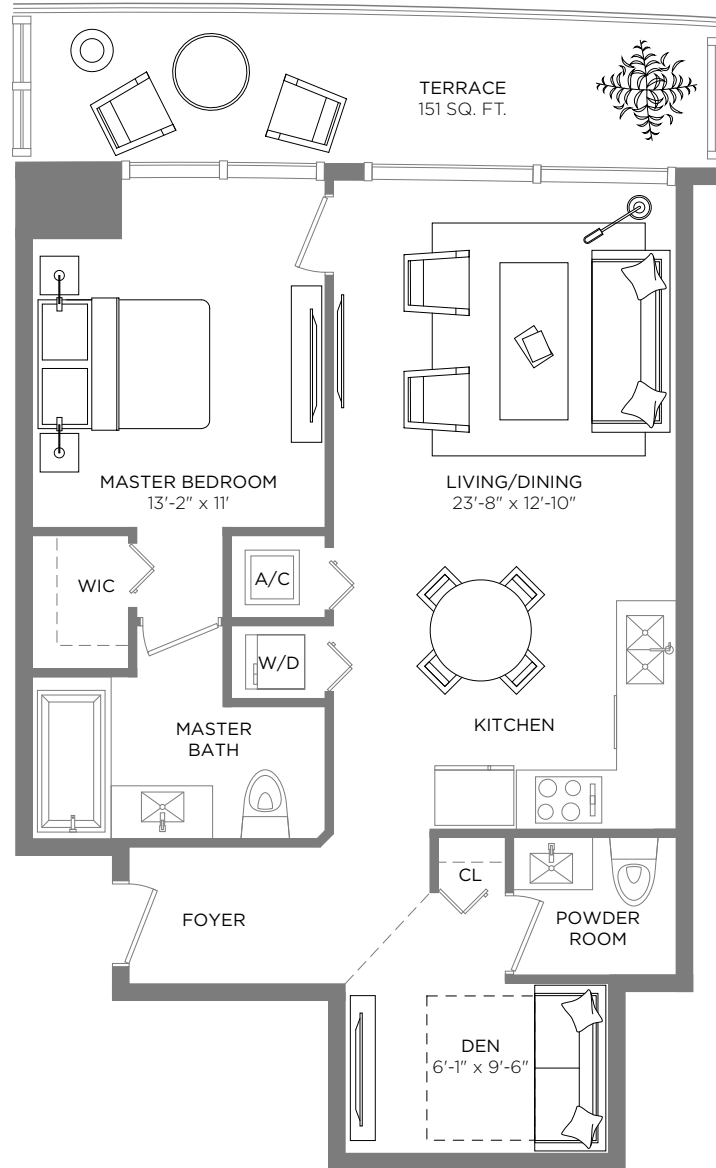 TERRACE
151 SQ. FT.
MASTER BEDROOM
13'-2" x 11'
LIVING/DINING
23'-8" x 12'-10"
WIC
A/C
W/D
MASTER
BATH
KITCHEN
CL
FOYER
POWDER
ROOM
DEN
6'-1" x 9'-6"